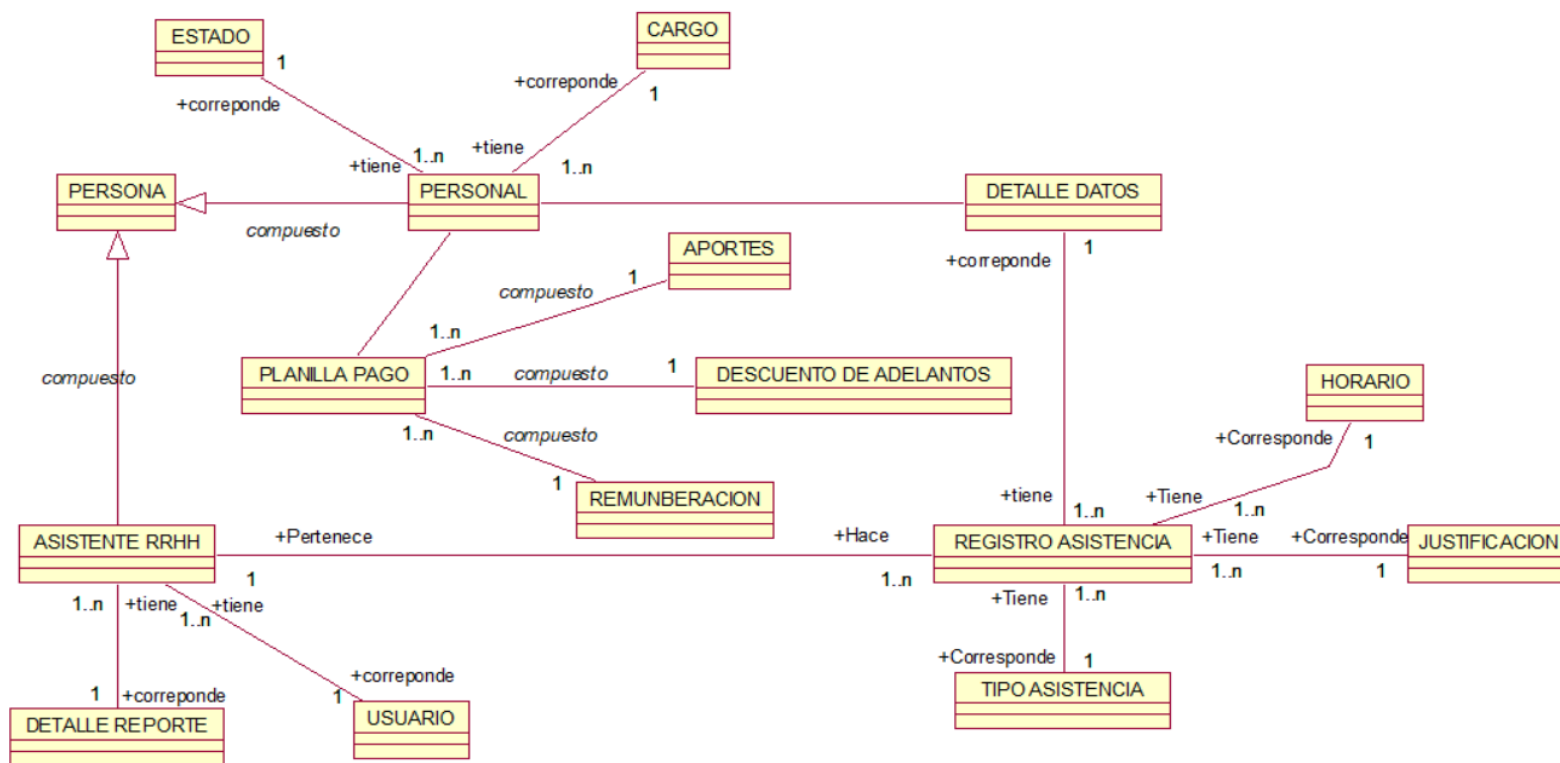 ESTADO
1
+correponde
CARGO
+correponde
1
+tiene
1..n
+tiene
1..n
PERSONA
compuesto
PERSONAL
DETALLE DATOS
+correponde
1
APORTES
compuesto
1
1..n
PLANILLA PAGO
1..n
compuesto
1
DESCUENTO DE ADELANTOS
compuesto
1..n
compuesto
1
REMUNBERACION
HORARIO
+Corresponde
1
+tiene
1..n
+Tiene
1..n
ASISTENTE RRHH
+Pertenece
1
+Hace
1..n
REGISTRO ASISTENCIA
+Tiene
1..n
+Corresponde
1
JUSTIFICACION
1..n
+tiene
+tiene
1..n
+Tiene
1..n
+Corresponde
1
TIPO ASISTENCIA
1
+correponde
DETALLE REPORTE
+correponde
1
USUARIO